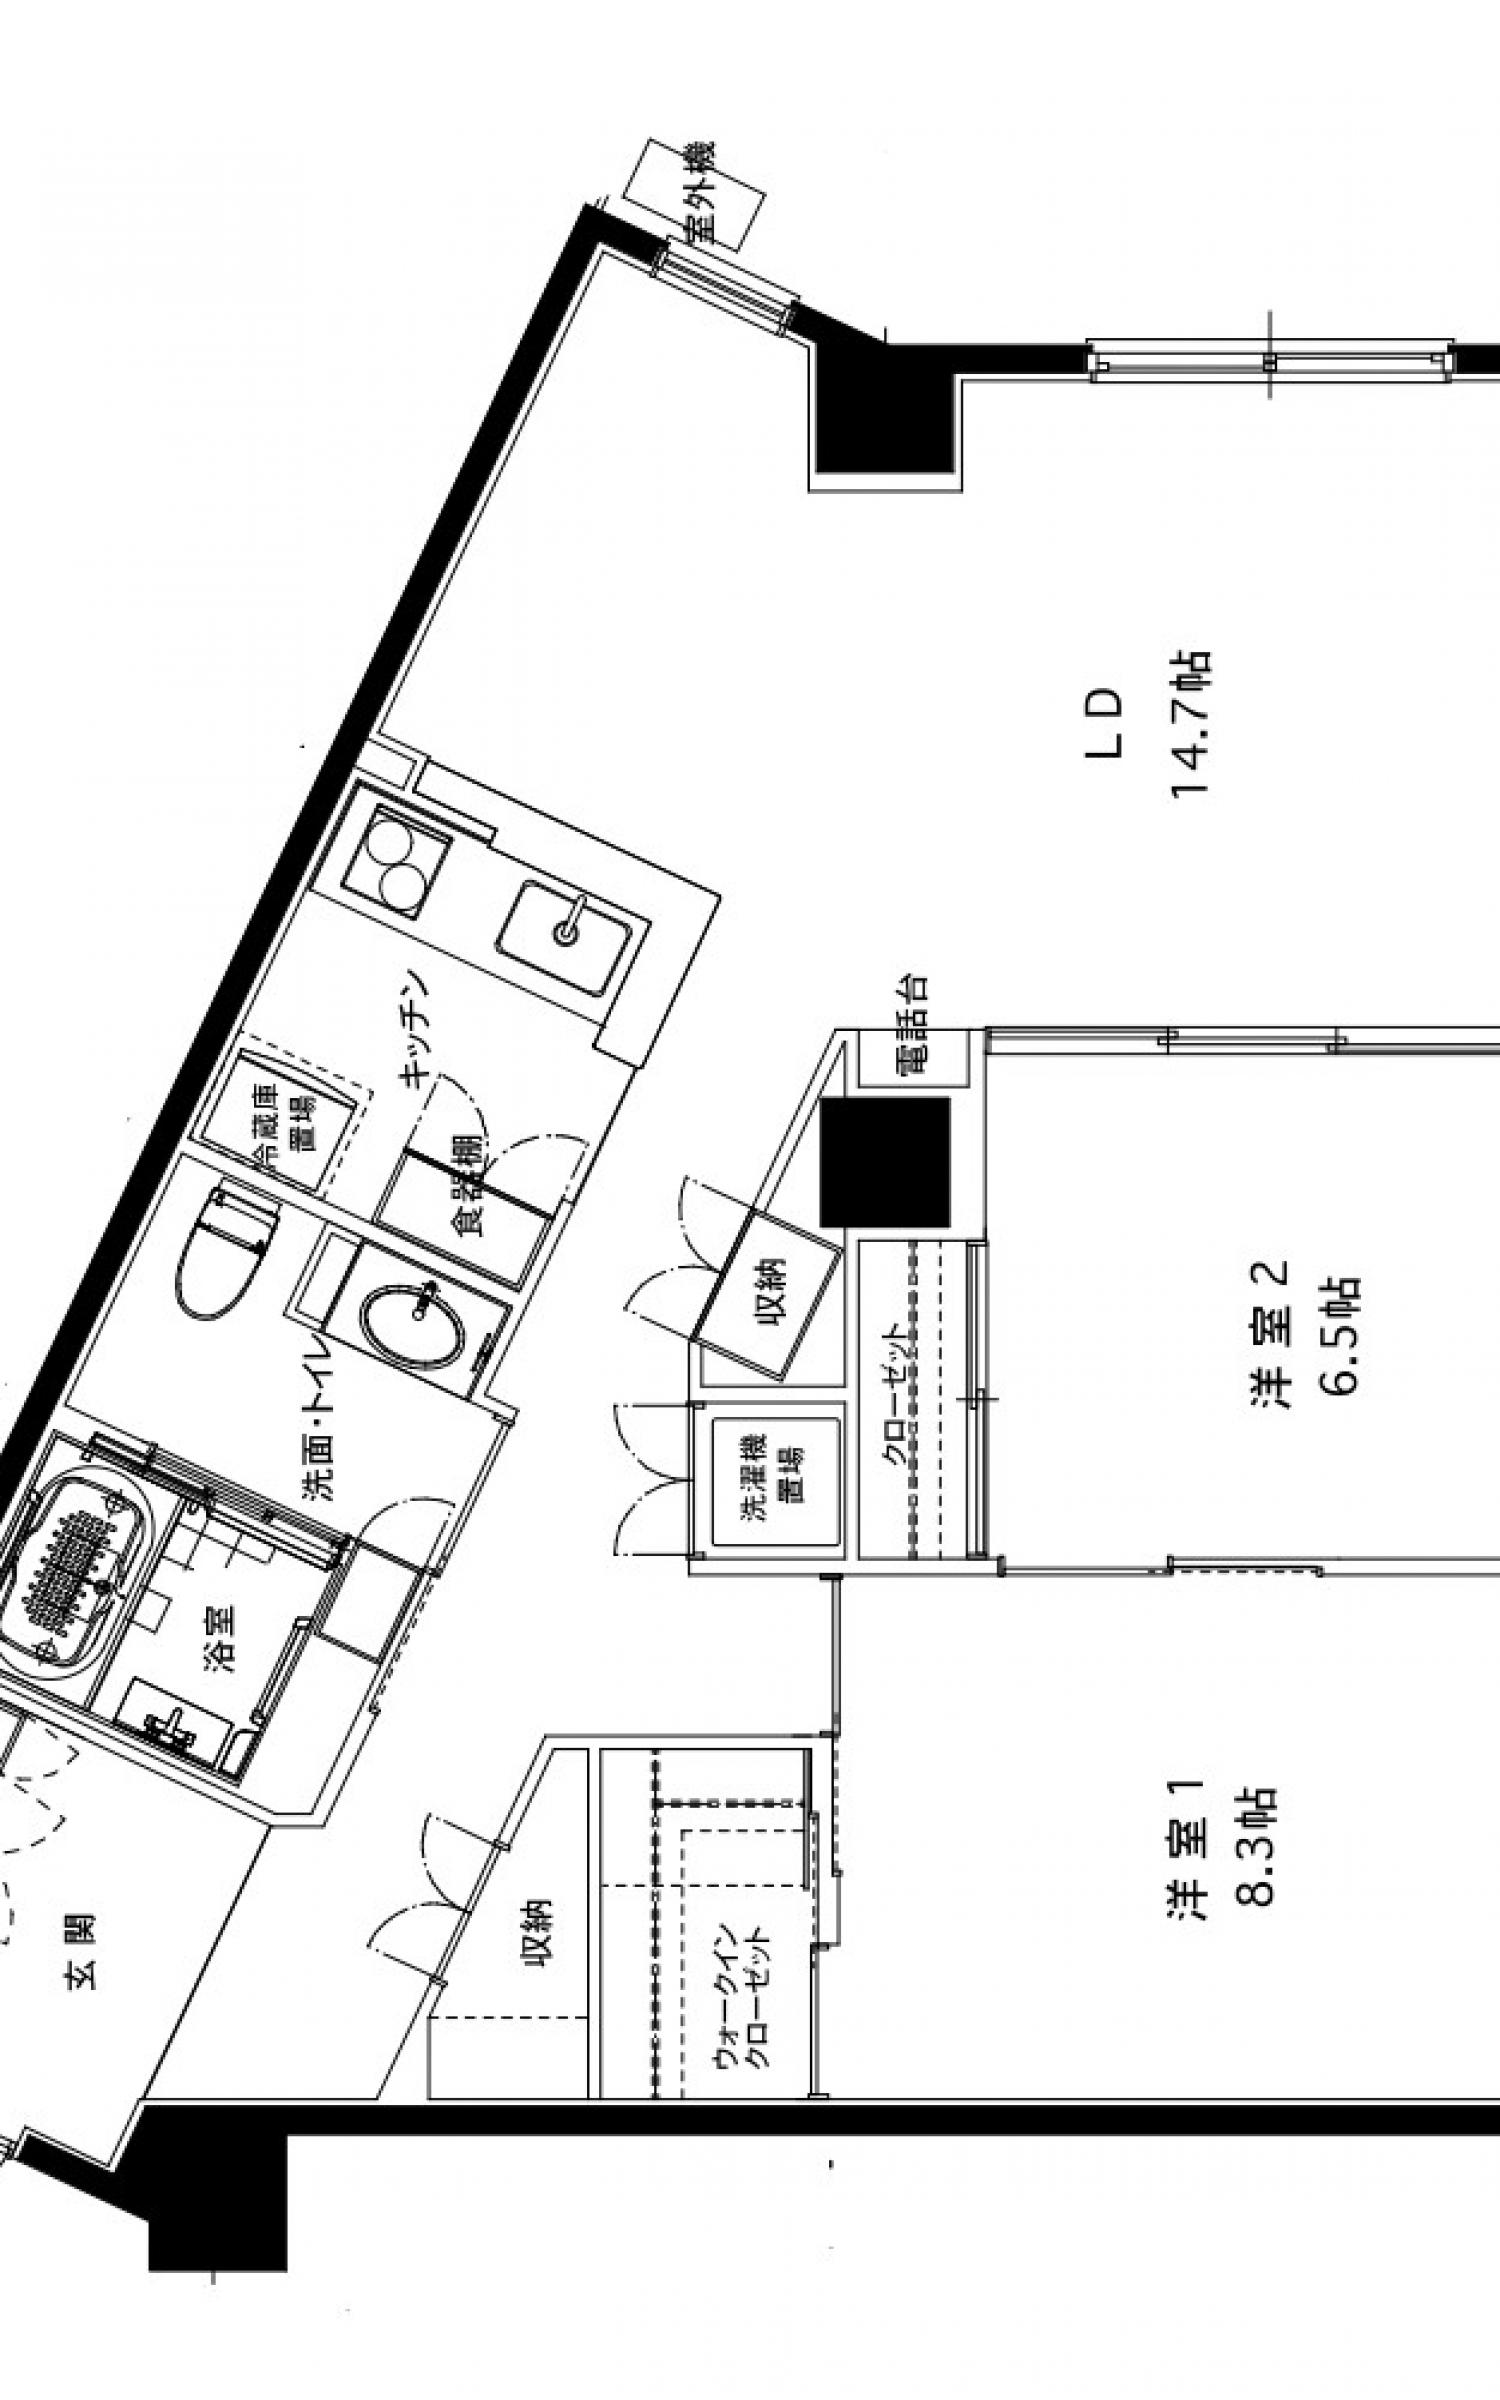 室外機
LD
14.7帖
キッチン
冷蔵庫
置場
食器棚
電話台
洗面・トイレ
収納
クローゼット
洗濯機
置場
洋室2
6.5帖
浴室
玄関
収納
ウォークイン
クローゼット
洋室1
8.3帖